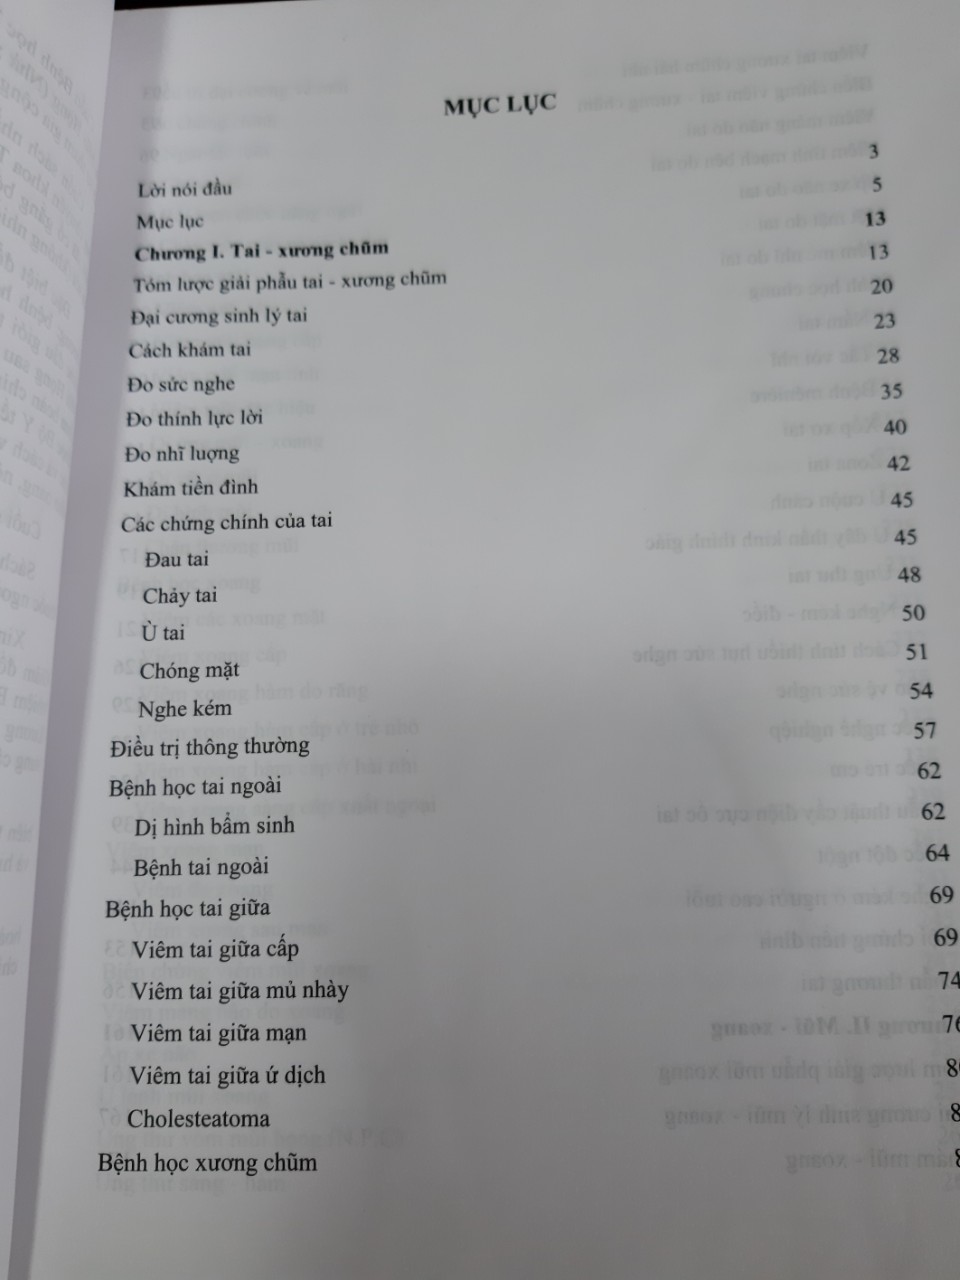 MỤC LỤC
Lời nói đầu 3
Mục lục 5
Chương I. Tai - xương chũm 13
Tóm lược giải phẫu tai - xương chũm 13
Đại cương sinh lý tai 20
Cách khám tai 23
Đo sức nghe 28
Đo thính lực lời 35
Đo nhĩ lượng 40
Khám tiền đình 42
Các chứng chính của tai 45
Đau tai 45
Chảy tai 48
Ù tai 50
Chóng mặt 51
Nghe kém 54
Điều trị thông thường 57
Bệnh học tai ngoài 62
Dị hình bẩm sinh 62
Bệnh tai ngoài 64
Bệnh học tai giữa 69
Viêm tai giữa cấp 69
Viêm tai giữa mủ nhày 74
Viêm tai giữa mạn 76
Viêm tai giữa ứ dịch
Cholesteatoma
Bệnh học xương chũm